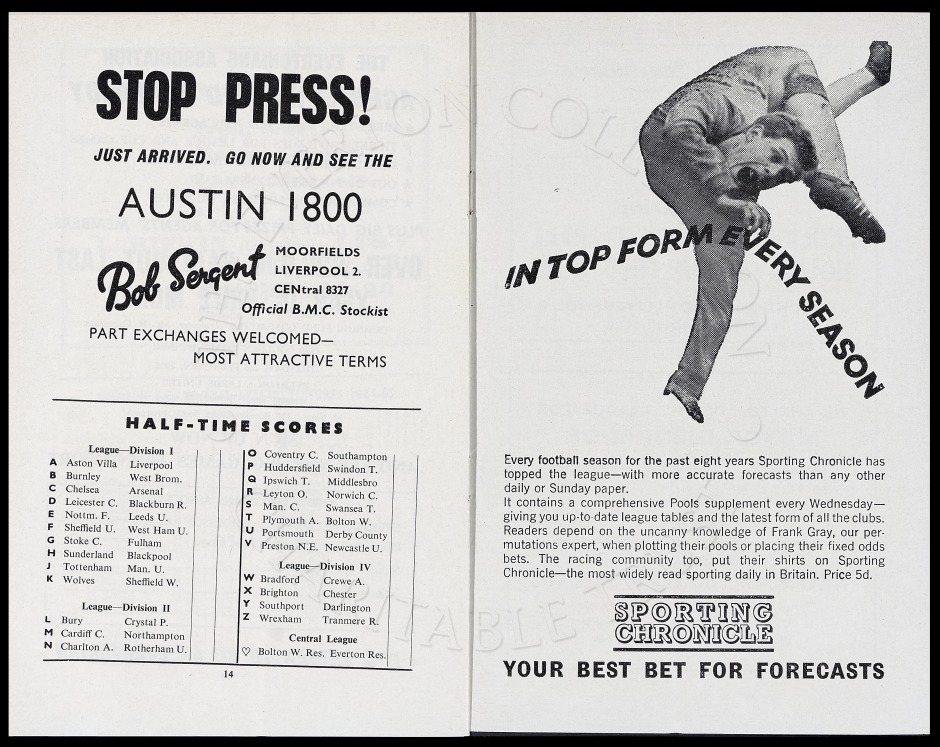 STOP PRESS!
JUST ARRIVED. GO NOW AND SEE THE
AUSTIN 1800
Bob Sergent
MOORFIELDS
LIVERPOOL 2.
CENtral 8327
Official B.M.C. Stockist
PART EXCHANGES WELCOMED—
MOST ATTRACTIVE TERMS
HALF-TIME SCORES
League—Division I
A Aston Villa Liverpool
B Burnley West Brom.
C Chelsea Arsenal
D Leicester C. Blackburn R.
E Nottm. F. Leeds U.
F Sheffield U. West Ham U.
G Stoke C. Fulham
H Sunderland Blackpool
J Tottenham Man. U.
K Wolves Sheffield W.
League—Division II
L Bury Crystal P.
M Cardiff C. Northampton
N Charlton A. Rotherham U.
O Coventry C. Southampton
P Huddersfield Swindon T.
Q Ipswich T. Middlesbro
R Leyton O. Norwich C.
S Man. C. Swansea T.
T Plymouth A. Bolton W.
U Portsmouth Derby County
V Preston N.E. Newcastle U.
League—Division IV
W Bradford Crewe A.
X Brighton Chester
Y Southport Darlington
Z Wrexham Tranmere R.
Central League
♡ Bolton W. Res. Everton Res.
14
IN TOP FORM EVERY SEASON
Every football season for the past eight years Sporting Chronicle has
topped the league—with more accurate forecasts than any other
daily or Sunday paper.
It contains a comprehensive Pools supplement every Wednesday—
giving you up-to-date league tables and the latest form of all the clubs.
Readers depend on the uncanny knowledge of Frank Gray, our per-
mutations expert, when plotting their pools or placing their fixed odds
bets. The racing community too, put their shirts on Sporting
Chronicle—the most widely read sporting daily in Britain. Price 5d.
SPORTING
CHRONICLE
YOUR BEST BET FOR FORECASTS